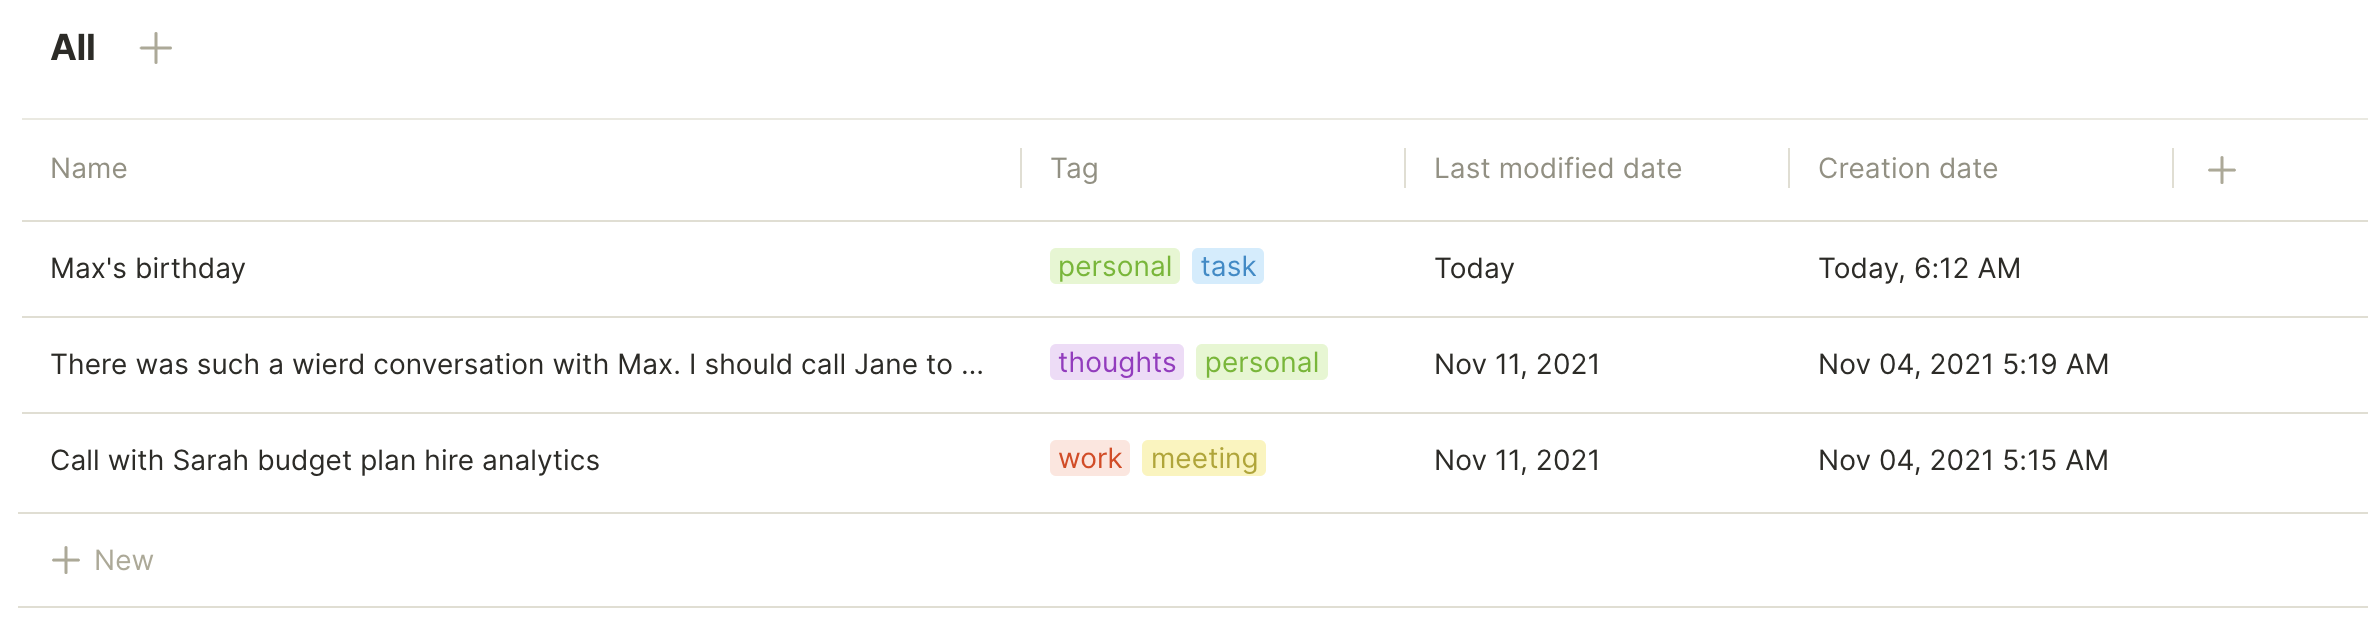 All
Name Tag Last modified date Creation date
Max's birthday personal task Today Today, 6:12 AM
There was such a wierd conversation with Max. I should call Jane to ... thoughts personal Nov 11, 2021 Nov 04, 2021 5:19 AM
Call with Sarah budget plan hire analytics work meeting Nov 11, 2021 Nov 04, 2021 5:15 AM
New